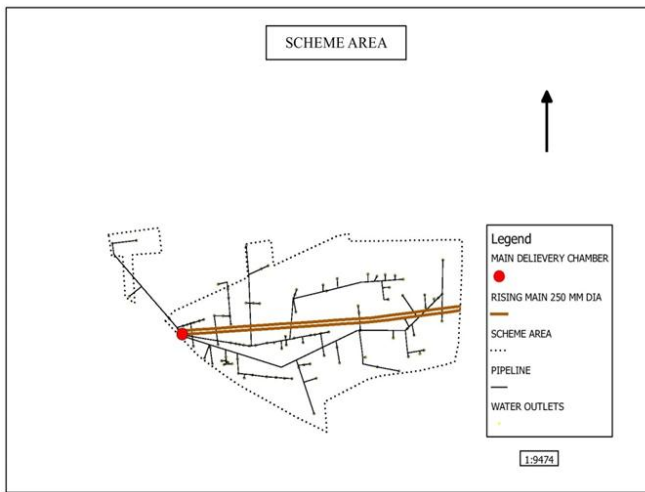 SCHEME AREA
Legend
MAIN DELIEVERY CHAMBER
RISING MAIN 250 MM DIA
SCHEME AREA
PIPELINE
WATER OUTLETS
1:9474